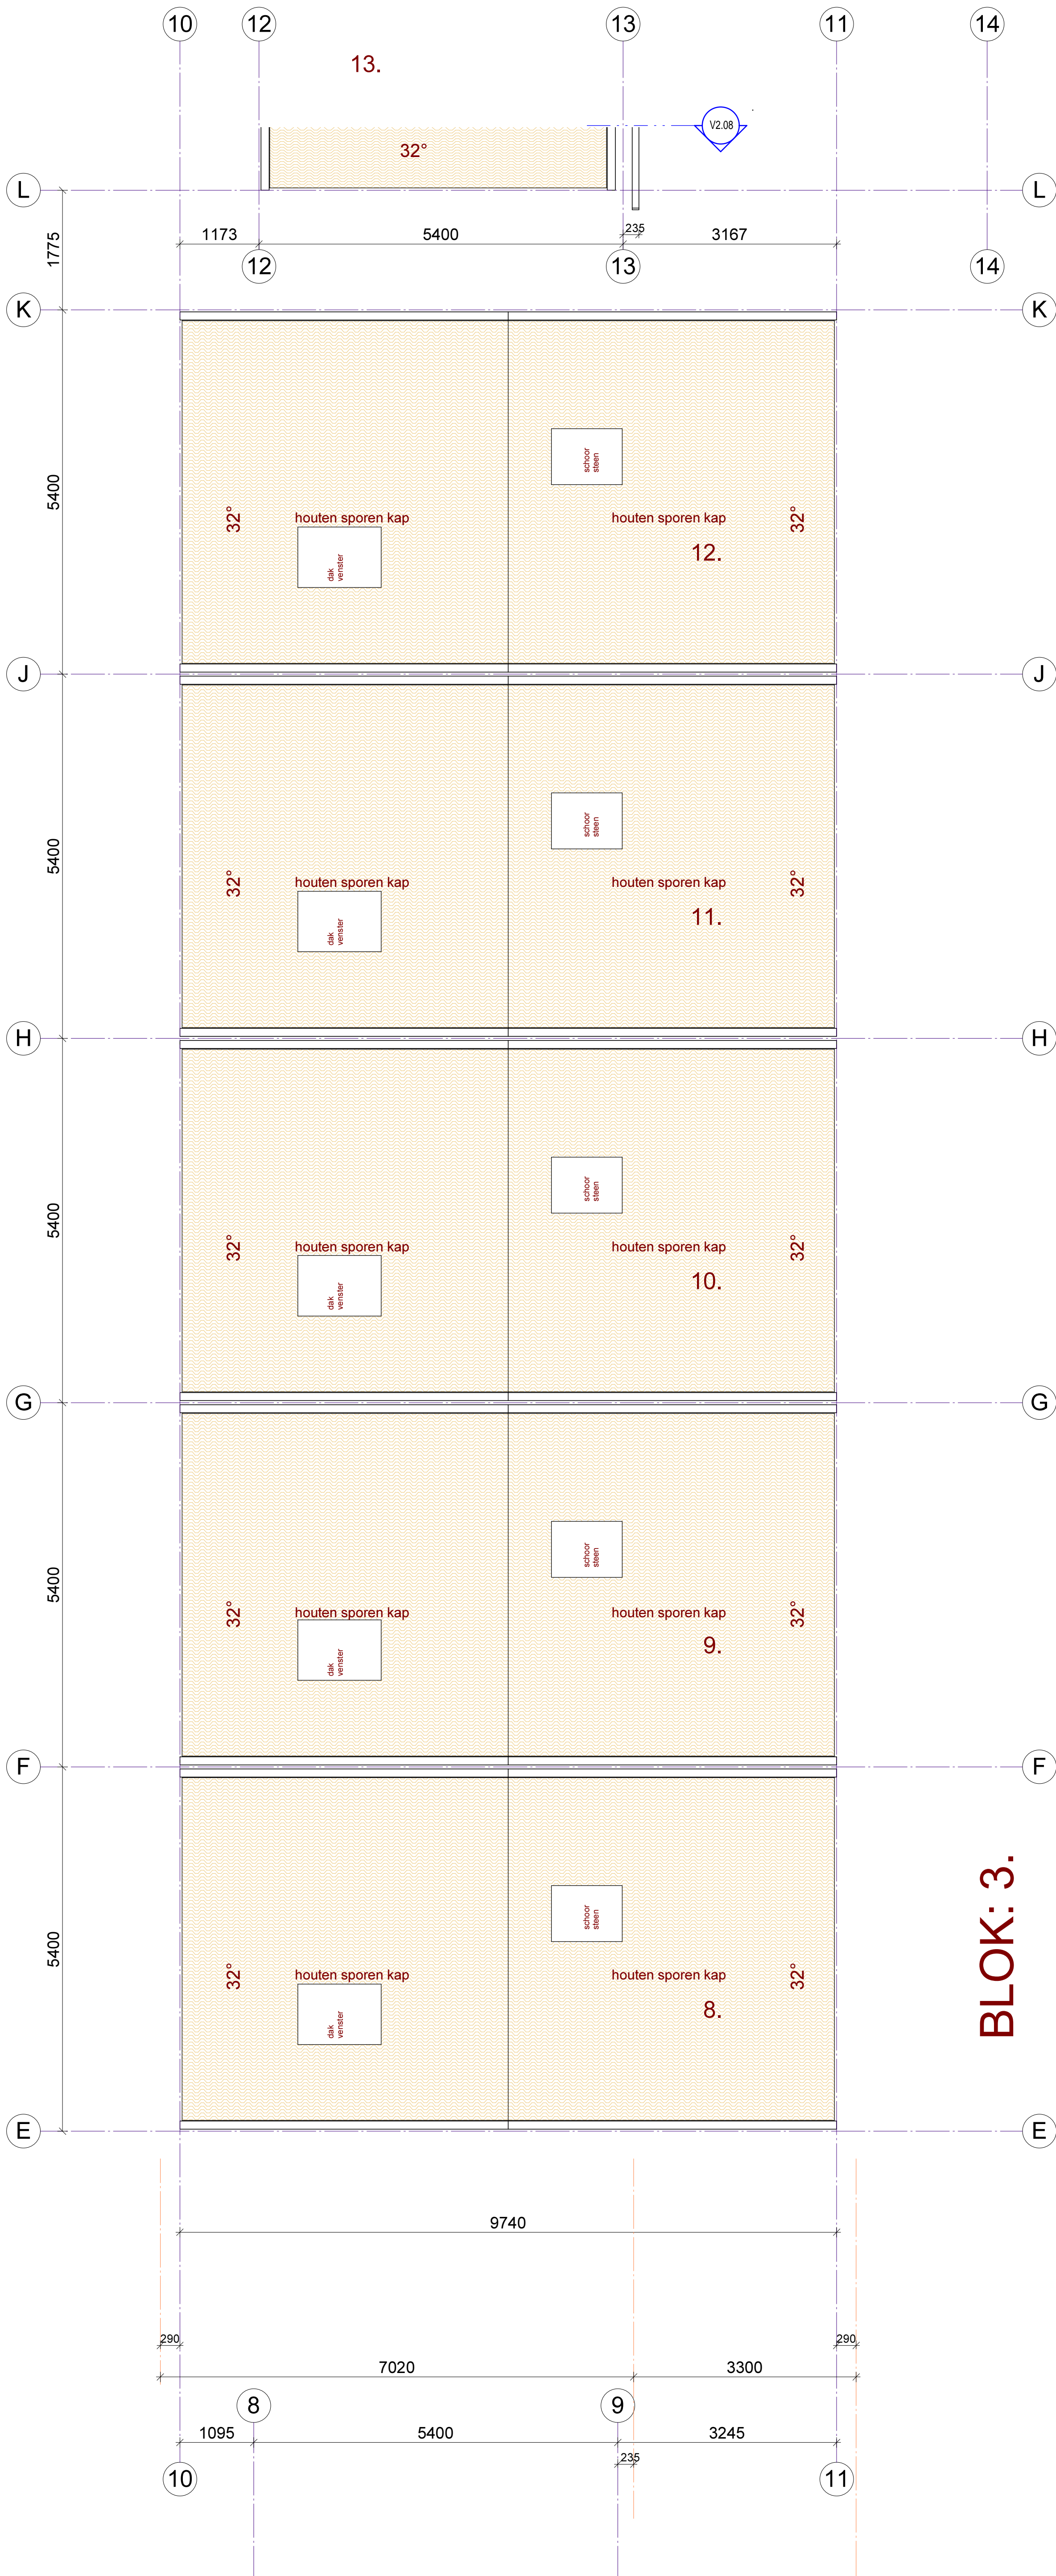 10
12
13
11
14
13.
V2.08
32°
L
L
1775
1173
5400
235
3167
12
13
14
K
K
5400
schoor
steen
32°
houten sporen kap
houten sporen kap
32°
12.
dak
venster
J
J
5400
schoor
steen
32°
houten sporen kap
houten sporen kap
32°
11.
dak
venster
H
H
5400
schoor
steen
32°
houten sporen kap
houten sporen kap
32°
10.
dak
venster
G
G
5400
schoor
steen
32°
houten sporen kap
houten sporen kap
32°
9.
dak
venster
F
F
BLOK: 3.
5400
schoor
steen
32°
houten sporen kap
houten sporen kap
32°
8.
dak
venster
E
E
9740
290
290
7020
3300
8
9
1095
5400
3245
235
10
11